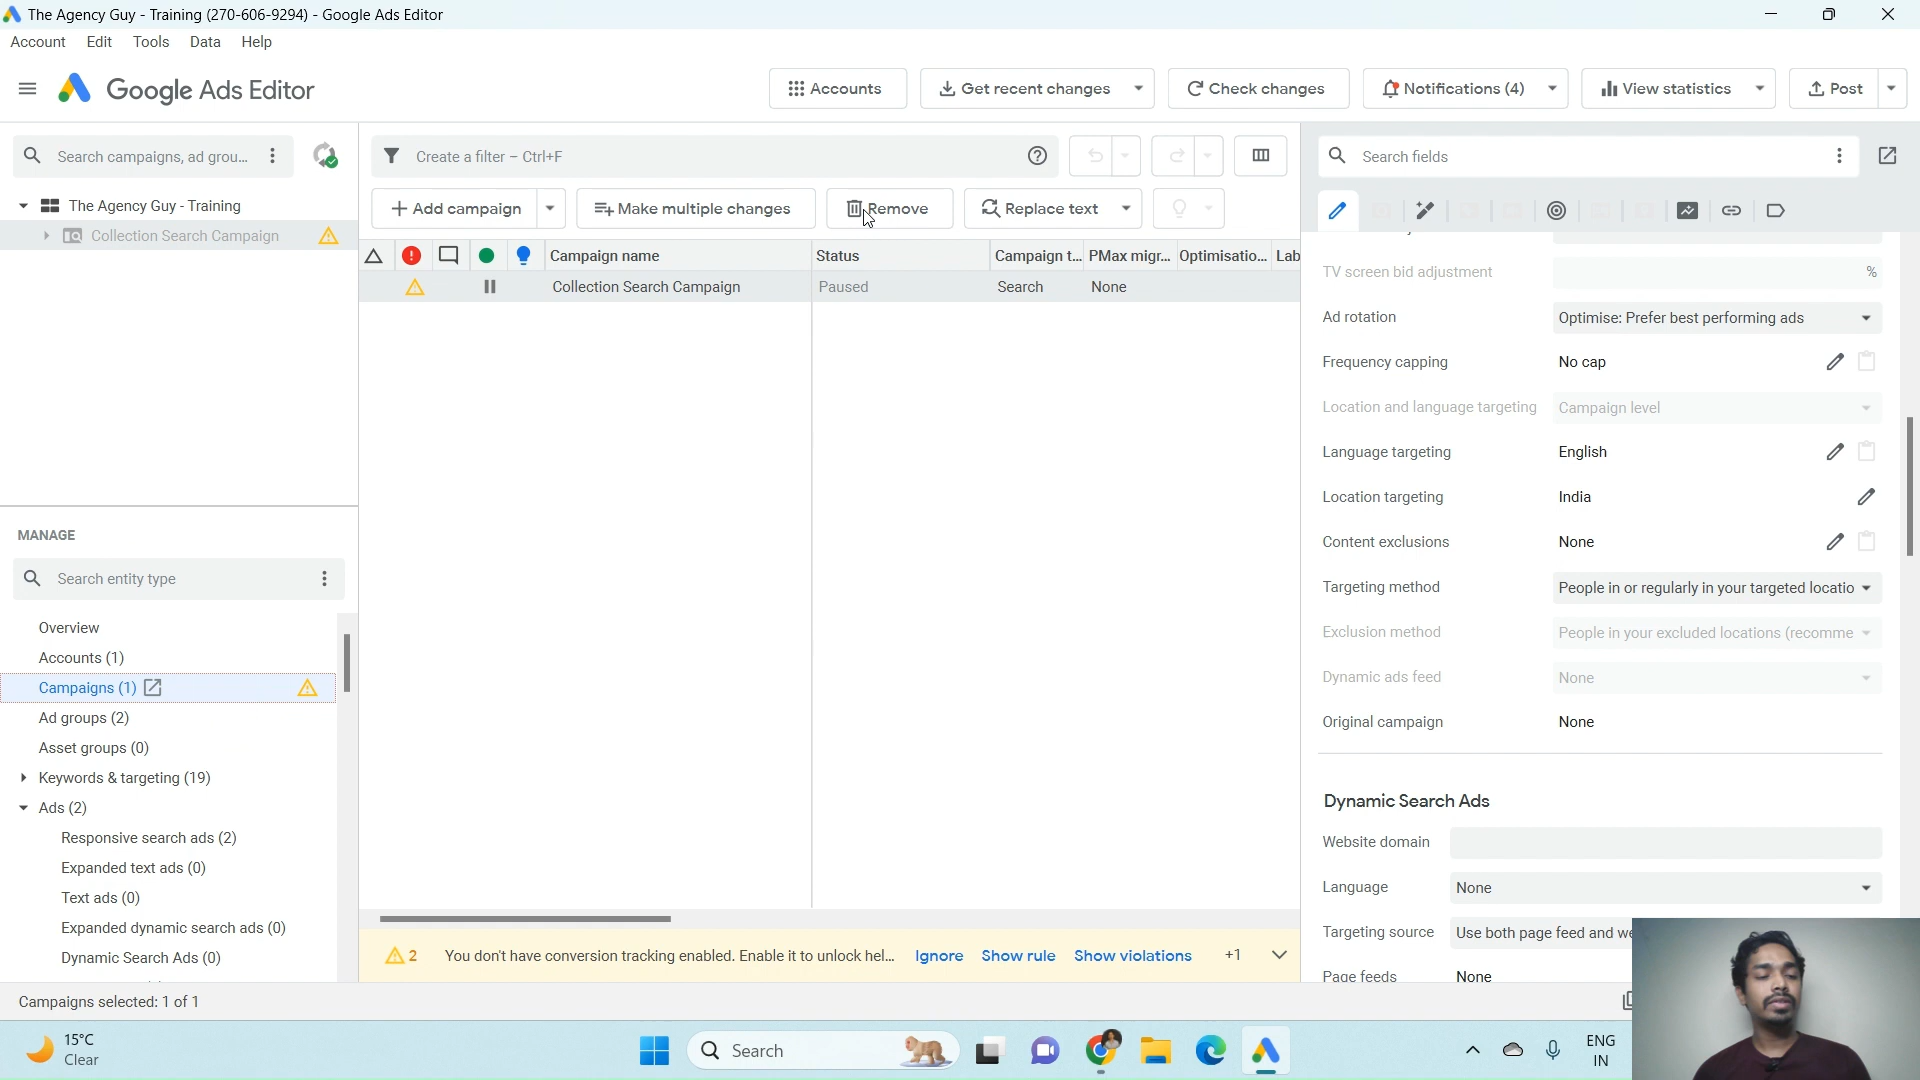 The Agency Guy - Training (270-606-9294) - Google Ads Editor
Account Edit Tools Data Help
Google Ads Editor
Accounts
Get recent changes
Check changes
Notifications (4)
View statistics
Post
Search campaigns, ad grou...
Create a filter – Ctrl+F
Search fields
The Agency Guy - Training
Collection Search Campaign
+ Add campaign
Make multiple changes
Remove
Replace text
Campaign name Status Campaign t... PMax migr... Optimisatio... Lab
Collection Search Campaign Paused Search None
TV screen bid adjustment %
Ad rotation Optimise: Prefer best performing ads
Frequency capping No cap
Location and language targeting Campaign level
Language targeting English
Location targeting India
Content exclusions None
Targeting method People in or regularly in your targeted locatio
Exclusion method People in your excluded locations (recomme
Dynamic ads feed None
Original campaign None
Dynamic Search Ads
Website domain
Language None
Targeting source Use both page feed and we
Page feeds None
MANAGE
Search entity type
Overview
Accounts (1)
Campaigns (1)
Ad groups (2)
Asset groups (0)
Keywords & targeting (19)
Ads (2)
Responsive search ads (2)
Expanded text ads (0)
Text ads (0)
Expanded dynamic search ads (0)
Dynamic Search Ads (0)
2 You don't have conversion tracking enabled. Enable it to unlock hel... Ignore Show rule Show violations +1
Campaigns selected: 1 of 1
15°C
Clear
Search
ENG
IN